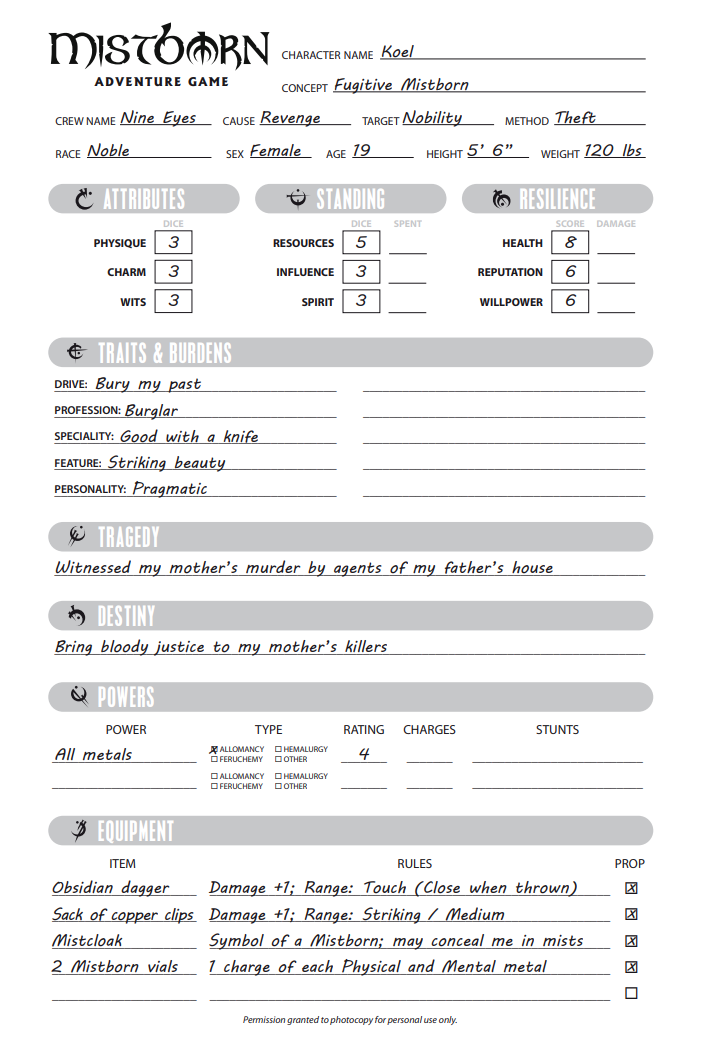 MISTBORN
ADVENTURE GAME
CHARACTER NAME Koel
CONCEPT Fugitive Mistborn
CREW NAME Nine Eyes CAUSE Revenge TARGET Nobility METHOD Theft
RACE Noble SEX Female AGE 19 HEIGHT 5' 6" WEIGHT 120 lbs
ATTRIBUTES STANDING RESILIENCE
DICE DICE SPENT SCORE DAMAGE
PHYSIQUE 3 RESOURCES 5 HEALTH 8
CHARM 3 INFLUENCE 3 REPUTATION 6
WITS 3 SPIRIT 3 WILLPOWER 6
TRAITS & BURDENS
DRIVE: Bury my past
PROFESSION: Burglar
SPECIALITY: Good with a knife
FEATURE: Striking beauty
PERSONALITY: Pragmatic
TRAGEDY
Witnessed my mother's murder by agents of my father's house
DESTINY
Bring bloody justice to my mother's killers
POWERS
POWER TYPE RATING CHARGES STUNTS
All metals ☒ ALLOMANCY ☐ HEMALURGY 4
☐ FERUCHEMY ☐ OTHER
☐ ALLOMANCY ☐ HEMALURGY
☐ FERUCHEMY ☐ OTHER
EQUIPMENT
ITEM RULES PROP
Obsidian dagger Damage +1; Range: Touch (Close when thrown) ☒
Sack of copper clips Damage +1; Range: Striking / Medium ☒
Mistcloak Symbol of a Mistborn; may conceal me in mists ☒
2 Mistborn vials 1 charge of each Physical and Mental metal ☒
☐
Permission granted to photocopy for personal use only.